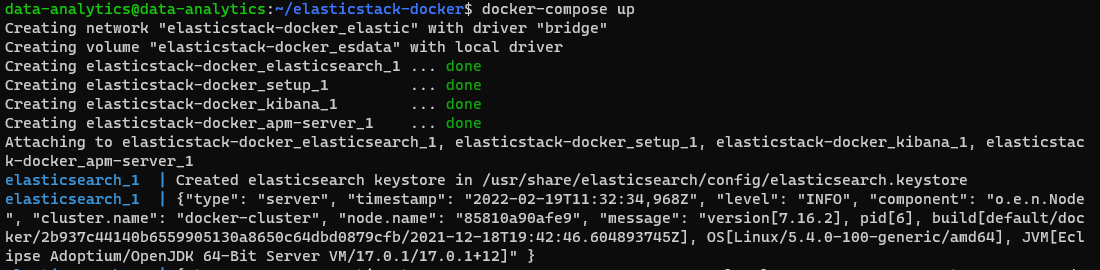 data-analytics@data-analytics:~/elasticstack-docker$ docker-compose up
Creating network "elasticstack-docker_elastic" with driver "bridge"
Creating volume "elasticstack-docker_esdata" with local driver
Creating elasticstack-docker_elasticsearch_1 ... done
Creating elasticstack-docker_setup_1         ... done
Creating elasticstack-docker_kibana_1        ... done
Creating elasticstack-docker_apm-server_1    ... done
Attaching to elasticstack-docker_elasticsearch_1, elasticstack-docker_setup_1, elasticstack-docker_kibana_1, elasticstac
k-docker_apm-server_1
elasticsearch_1  | Created elasticsearch keystore in /usr/share/elasticsearch/config/elasticsearch.keystore
elasticsearch_1  | {"type": "server", "timestamp": "2022-02-19T11:32:34,968Z", "level": "INFO", "component": "o.e.n.Node
", "cluster.name": "docker-cluster", "node.name": "85810a90afe9", "message": "version[7.16.2], pid[6], build[default/doc
ker/2b937c44140b6559905130a8650c64dbd0879cfb/2021-12-18T19:42:46.604893745Z], OS[Linux/5.4.0-100-generic/amd64], JVM[Ecl
ipse Adoptium/OpenJDK 64-Bit Server VM/17.0.1/17.0.1+12]" }